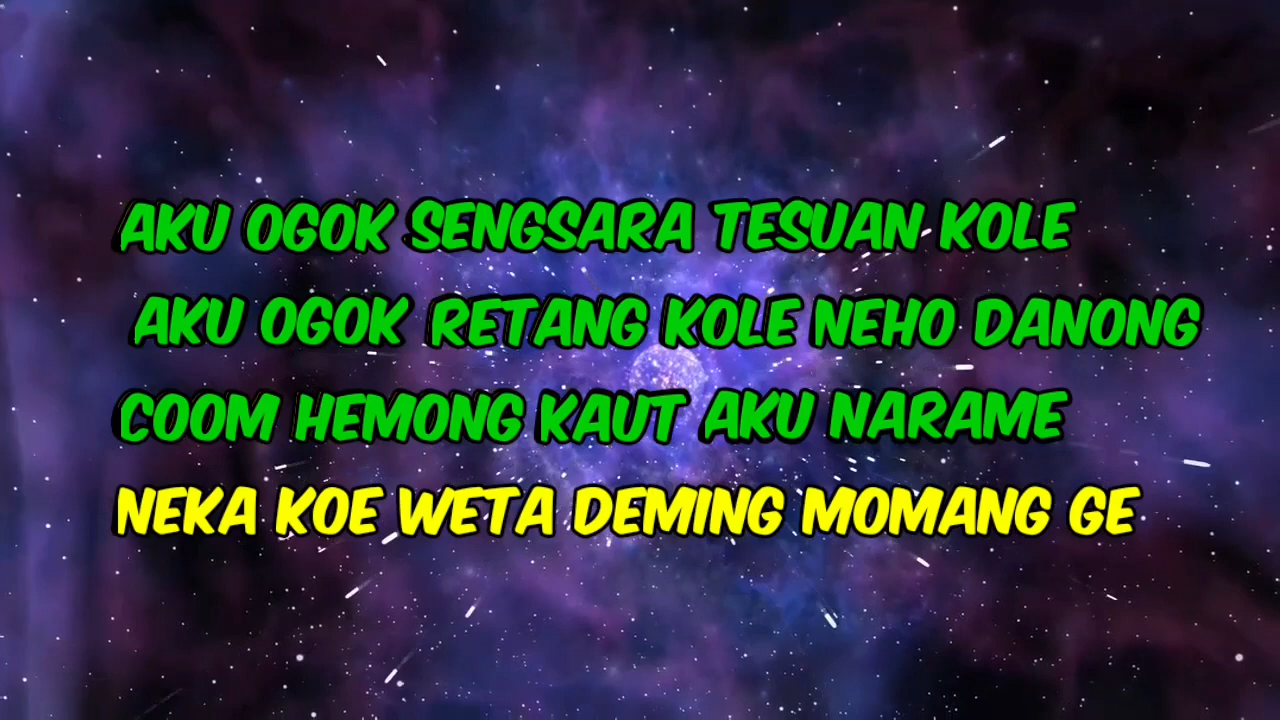 AKU OGOK SENGSARA TESUAN KOLE
AKU OGOK RETANG KOLE NEHO DANONG
COOM HEMONG KAUT AKU NARAME
NEKA KOE WETA DEMING MOMANG GE